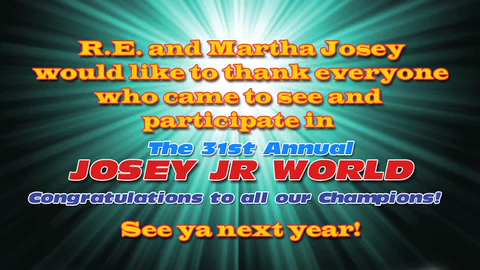 R.E. and Martha Josey
would like to thank everyone
who came to see and
participate in
The 31st Annual
JOSEY JR WORLD
Congratulations to all our Champions!
See ya next year!